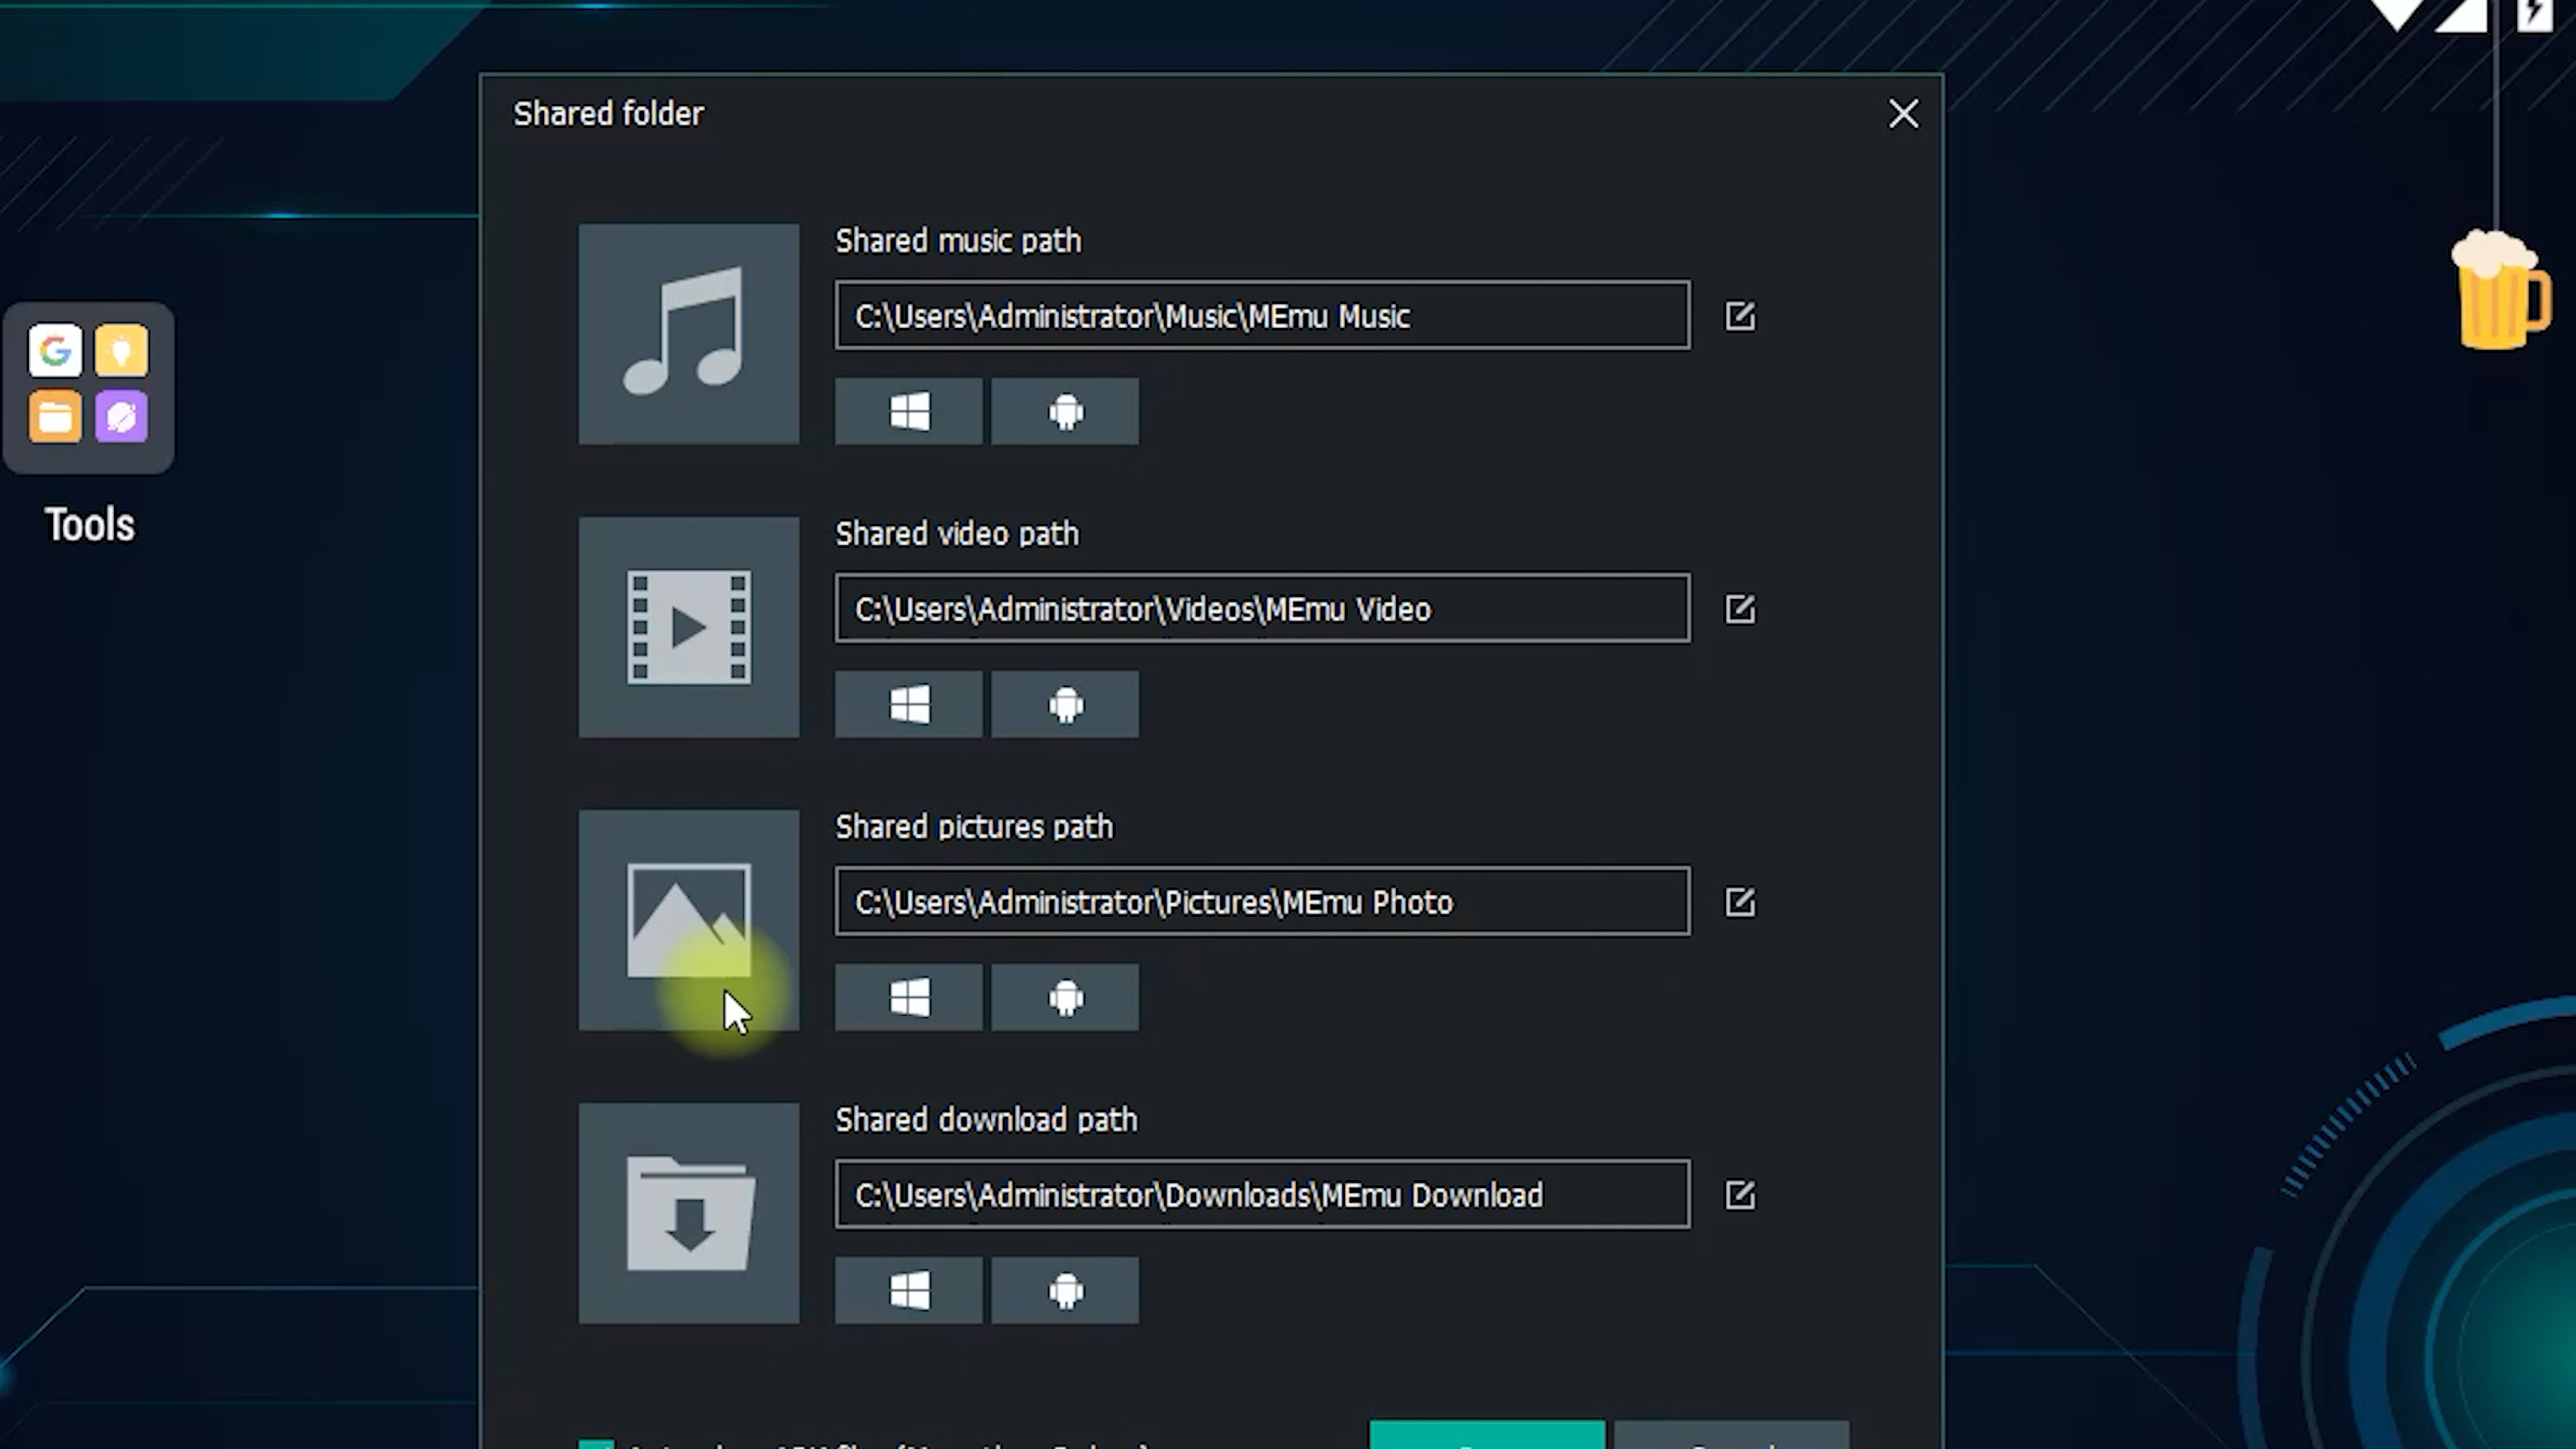 Shared folder
Shared music path
C:\Users\Administrator\Music\MEmu Music
Tools
Shared video path
C:\Users\Administrator\Videos\MEmu Video
Shared pictures path
C:\Users\Administrator\Pictures\MEmu Photo
Shared download path
C:\Users\Administrator\Downloads\MEmu Download